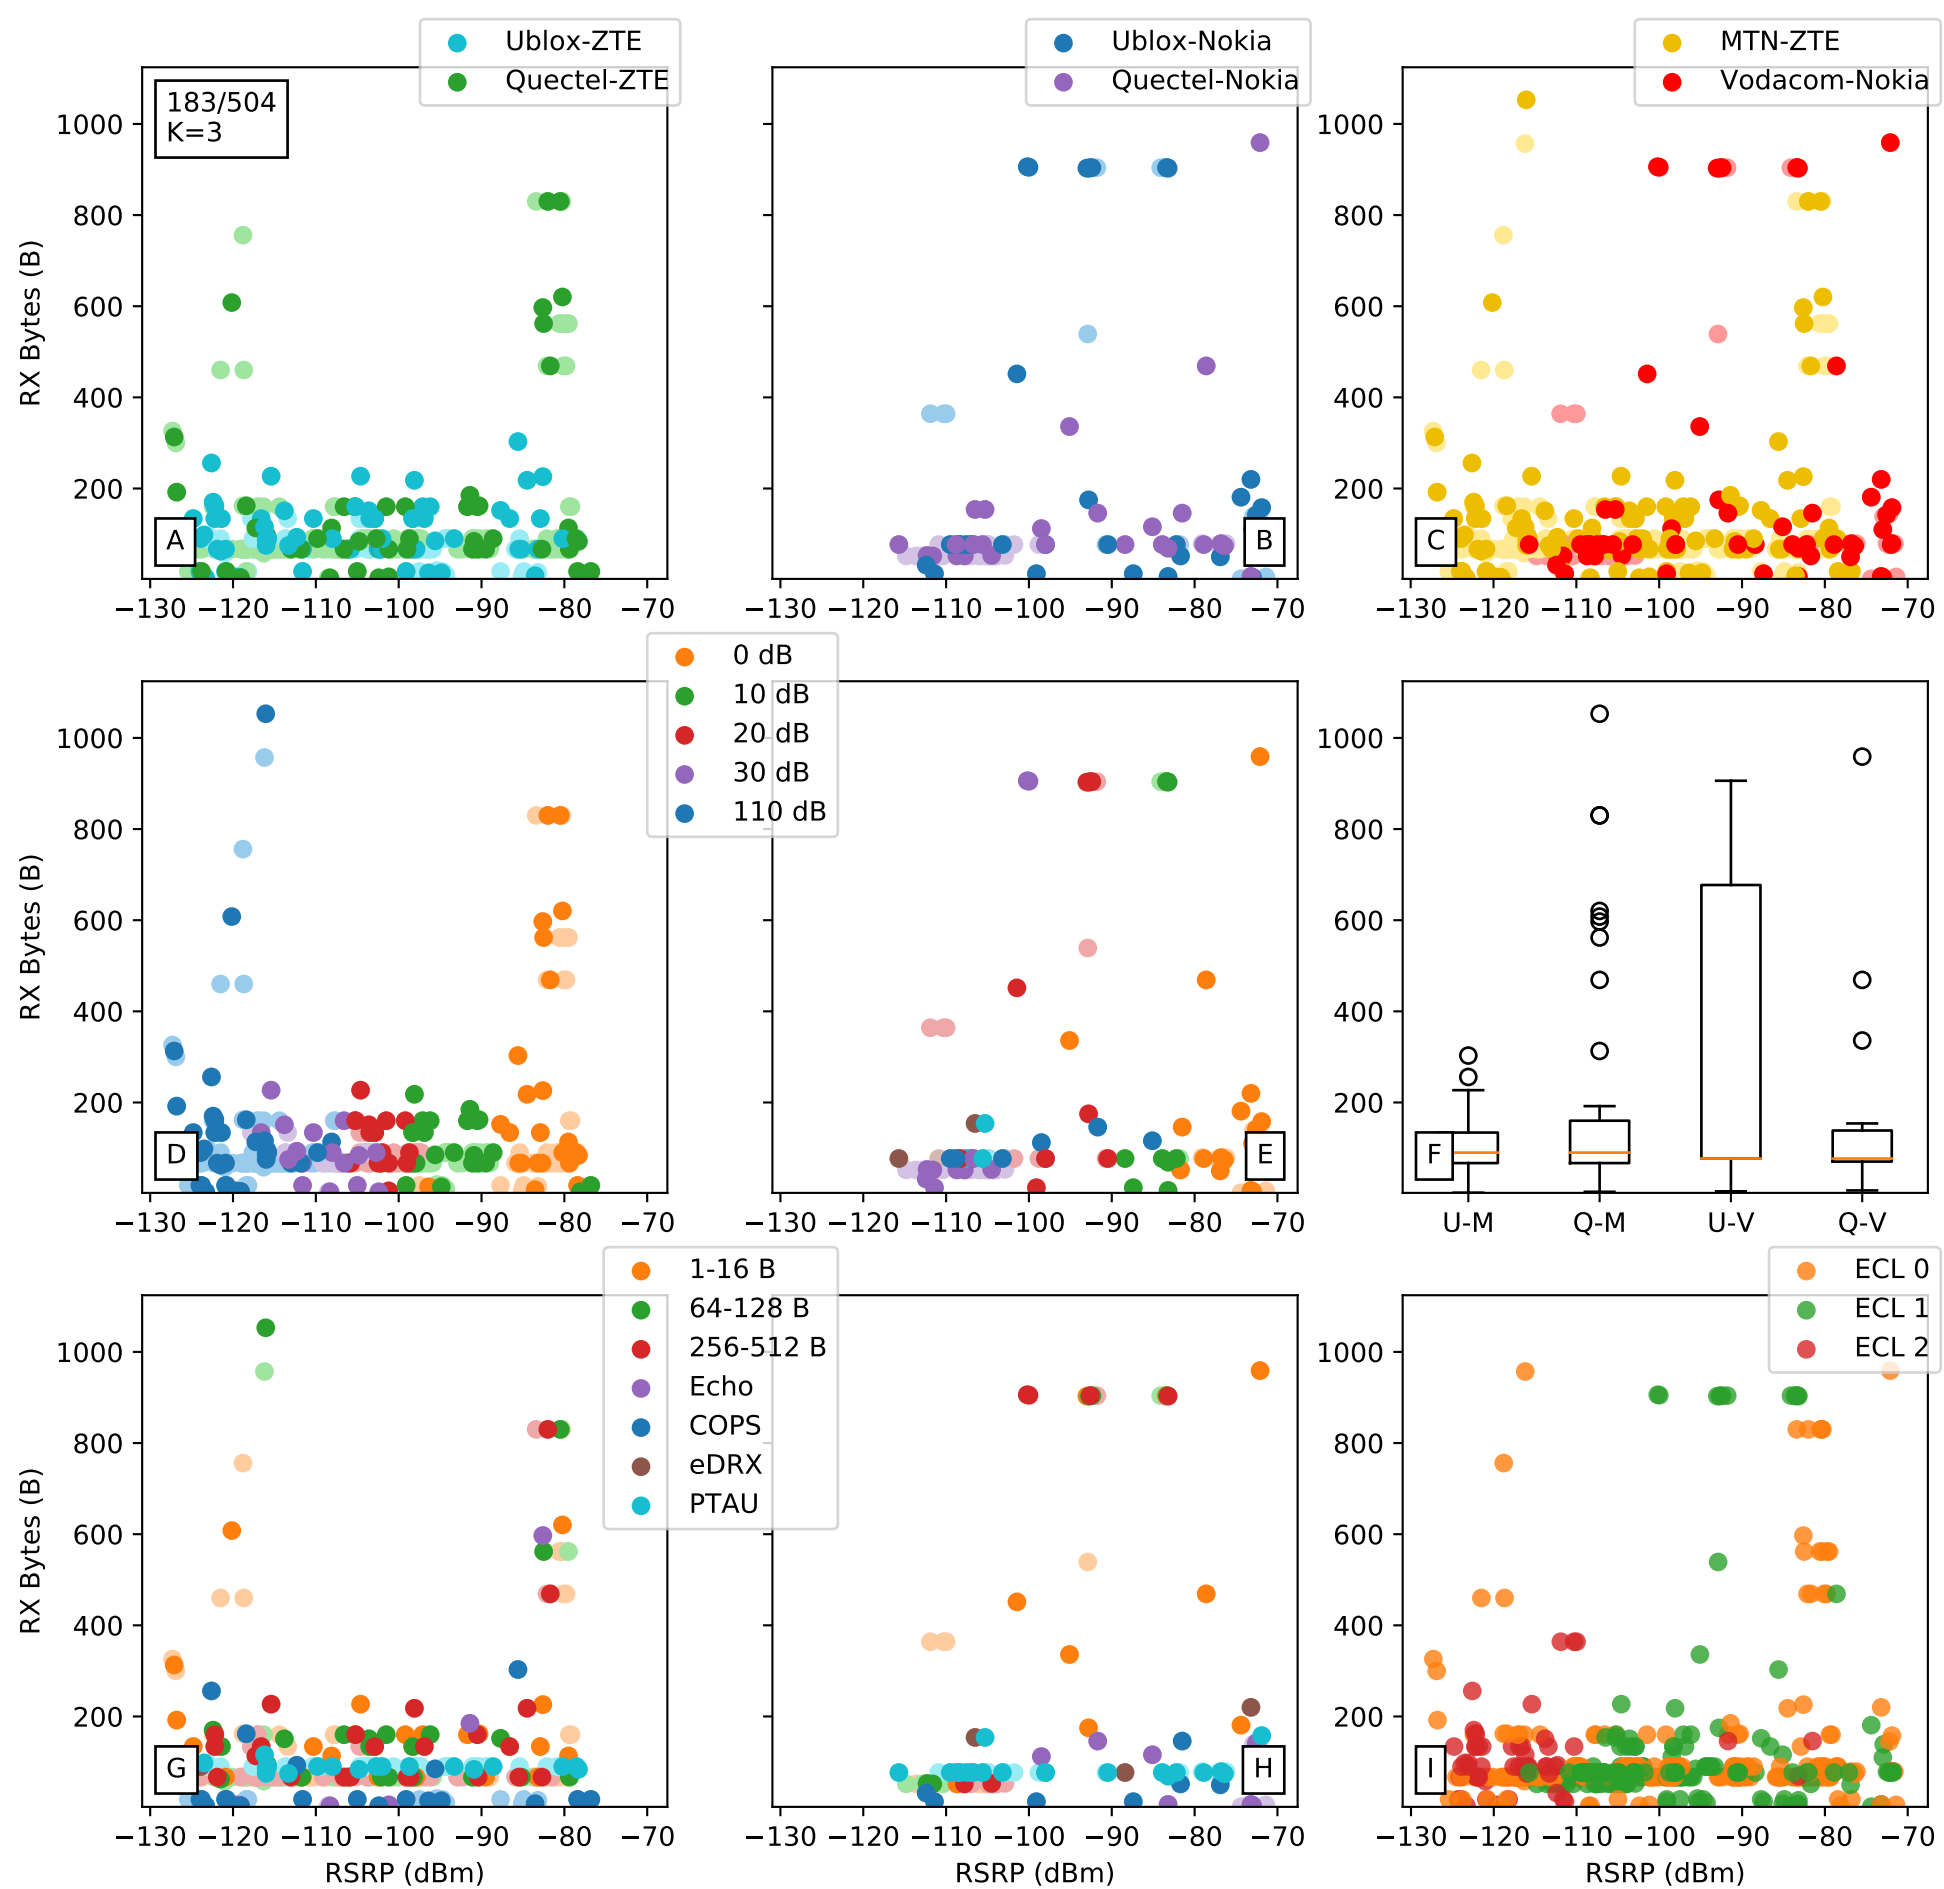 Ublox-ZTE
Quectel-ZTE
Ublox-Nokia
Quectel-Nokia
MTN-ZTE
Vodacom-Nokia
183/504
K=3
RX Bytes (B)
1000
800
600
400
200
A
−130 −120 −110 −100 −90 −80 −70
B
−130 −120 −110 −100 −90 −80 −70
1000
800
600
400
200
C
−130 −120 −110 −100 −90 −80 −70
0 dB
10 dB
20 dB
30 dB
110 dB
RX Bytes (B)
1000
800
600
400
200
D
−130 −120 −110 −100 −90 −80 −70
E
−130 −120 −110 −100 −90 −80 −70
1000
800
600
400
200
F
U-M Q-M U-V Q-V
1-16 B
64-128 B
256-512 B
Echo
COPS
eDRX
PTAU
RX Bytes (B)
1000
800
600
400
200
G
−130 −120 −110 −100 −90 −80 −70
RSRP (dBm)
H
−130 −120 −110 −100 −90 −80 −70
RSRP (dBm)
ECL 0
ECL 1
ECL 2
1000
800
600
400
200
I
−130 −120 −110 −100 −90 −80 −70
RSRP (dBm)